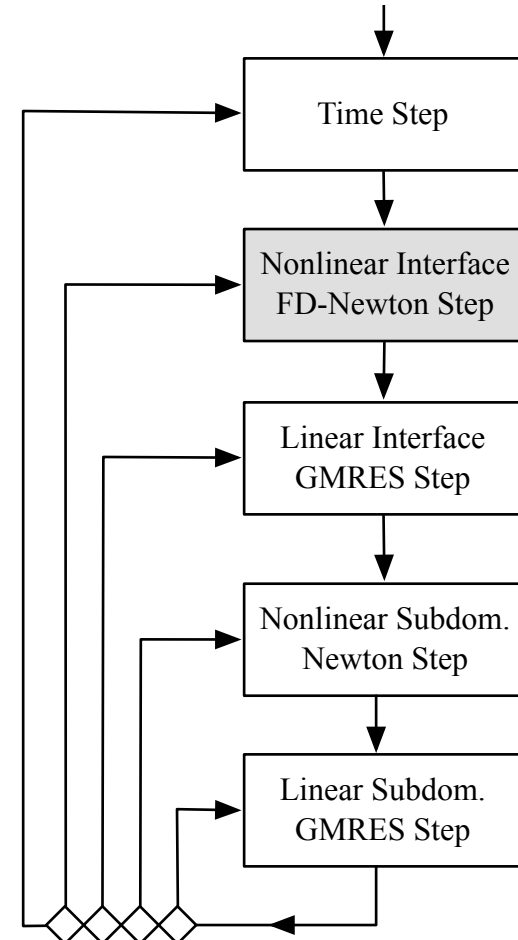 Time Step
Nonlinear Interface
FD-Newton Step
Linear Interface
GMRES Step
Nonlinear Subdom.
Newton Step
Linear Subdom.
GMRES Step